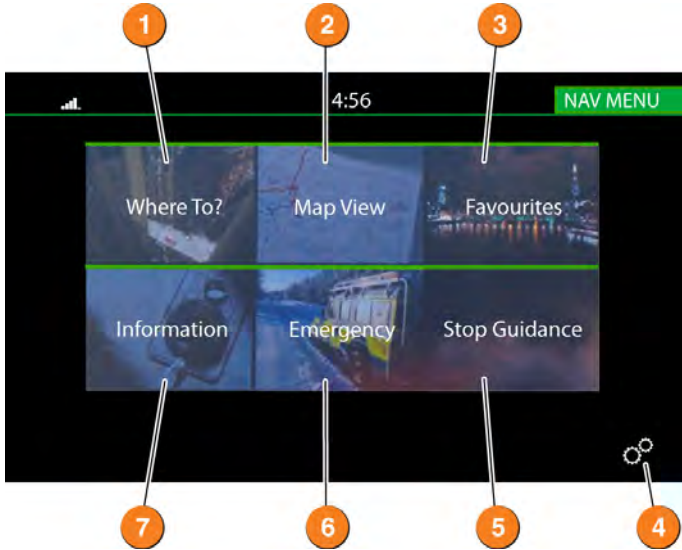 1 2 3
4:56 NAV MENU
Where To? Map View Favourites
Information Emergency Stop Guidance
7 6 5 4